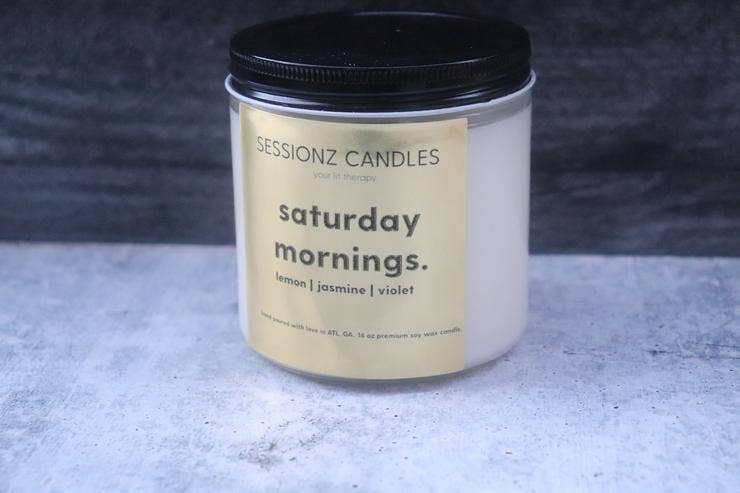 SESSIONZ CANDLES
your lit therapy
saturday
mornings.
lemon | jasmine | violet
hand poured with love in ATL, GA. 16 oz premium soy wax candle.